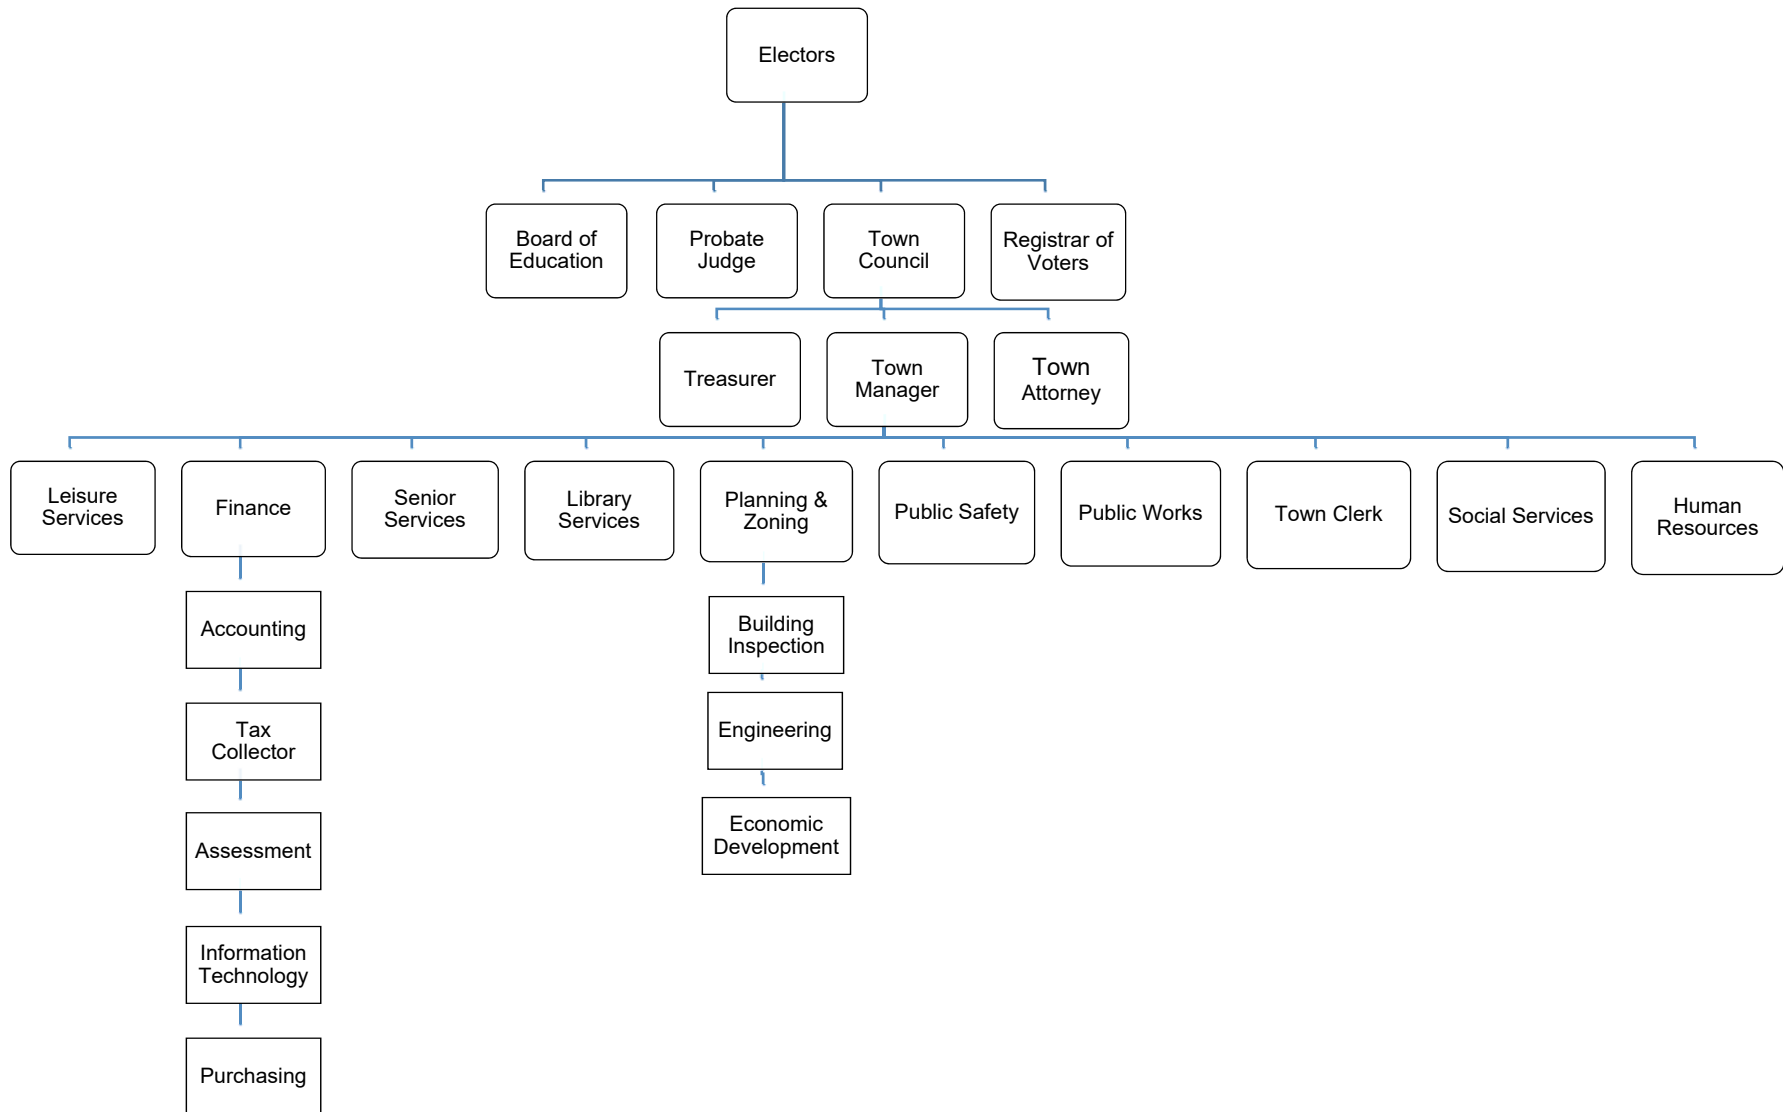 Electors
Board of
Education
Probate
Judge
Town
Council
Registrar of
Voters
Treasurer
Town
Manager
Town
Attorney
Leisure
Services
Finance
Senior
Services
Library
Services
Planning &
Zoning
Public Safety
Public Works
Town Clerk
Social Services
Human
Resources
Accounting
Tax
Collector
Assessment
Information
Technology
Purchasing
Building
Inspection
Engineering
Economic
Development